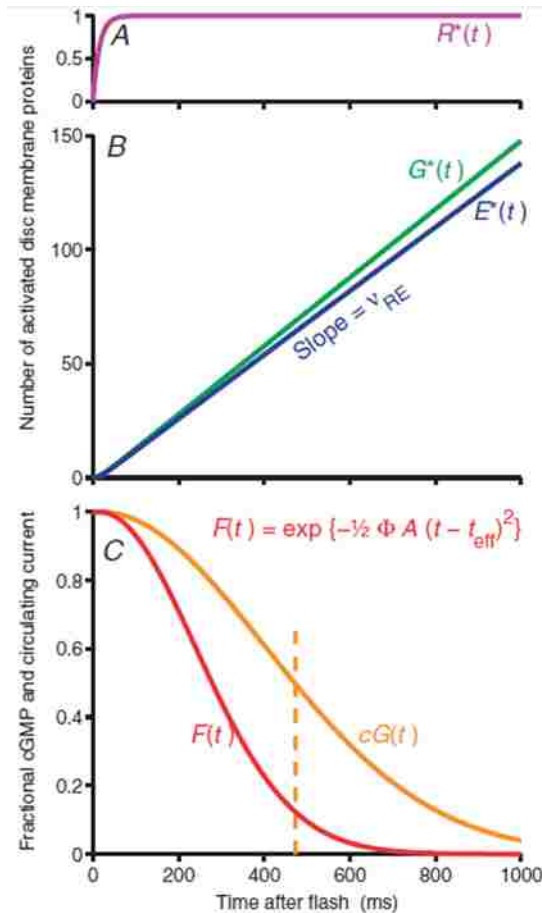 Number of activated disc membrane proteins
1
0.5
0
A
R*(t)
150
100
50
0
B
G*(t)
E*(t)
Slope = νRE
Fractional cGMP and circulating current
1
0.8
0.6
0.4
0.2
0
C
F(t) = exp {-½ Φ A (t - teff)²}
F(t)
cG(t)
0 200 400 600 800 1000
Time after flash (ms)